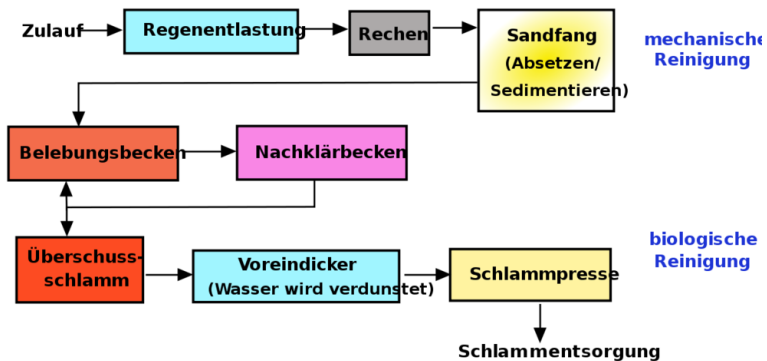 Zulauf
Regenentlastung
Rechen
Sandfang
(Absetzen/
Sedimentieren)
mechanische
Reinigung
Belebungsbecken
Nachklärbecken
Überschuss-
schlamm
Voreindicker
(Wasser wird verdunstet)
Schlammpresse
biologische
Reinigung
Schlammentsorgung